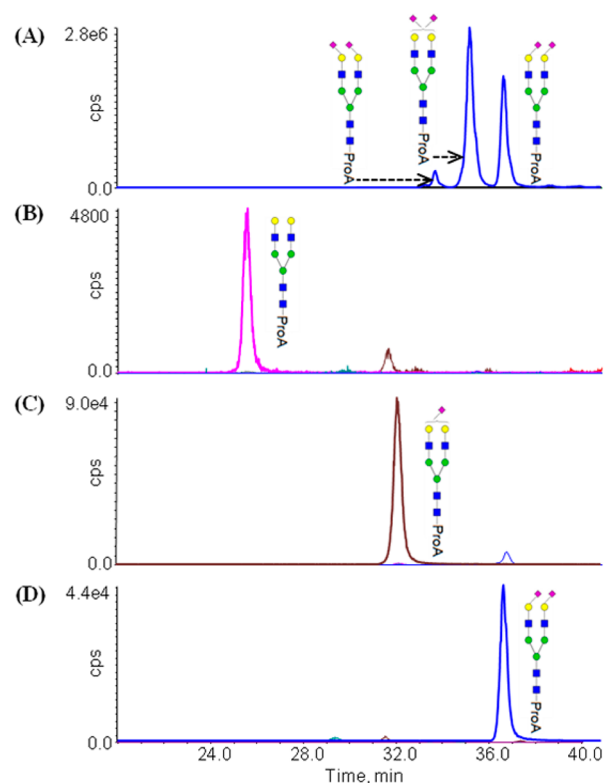 (A)
2.8e6
cps
0.0
ProA
ProA
ProA
(B)
4800
cps
0.0
ProA
(C)
9.0e4
cps
0.0
ProA
(D)
4.4e4
cps
0.0
ProA
24.0 28.0 32.0 36.0 40.0
Time, min